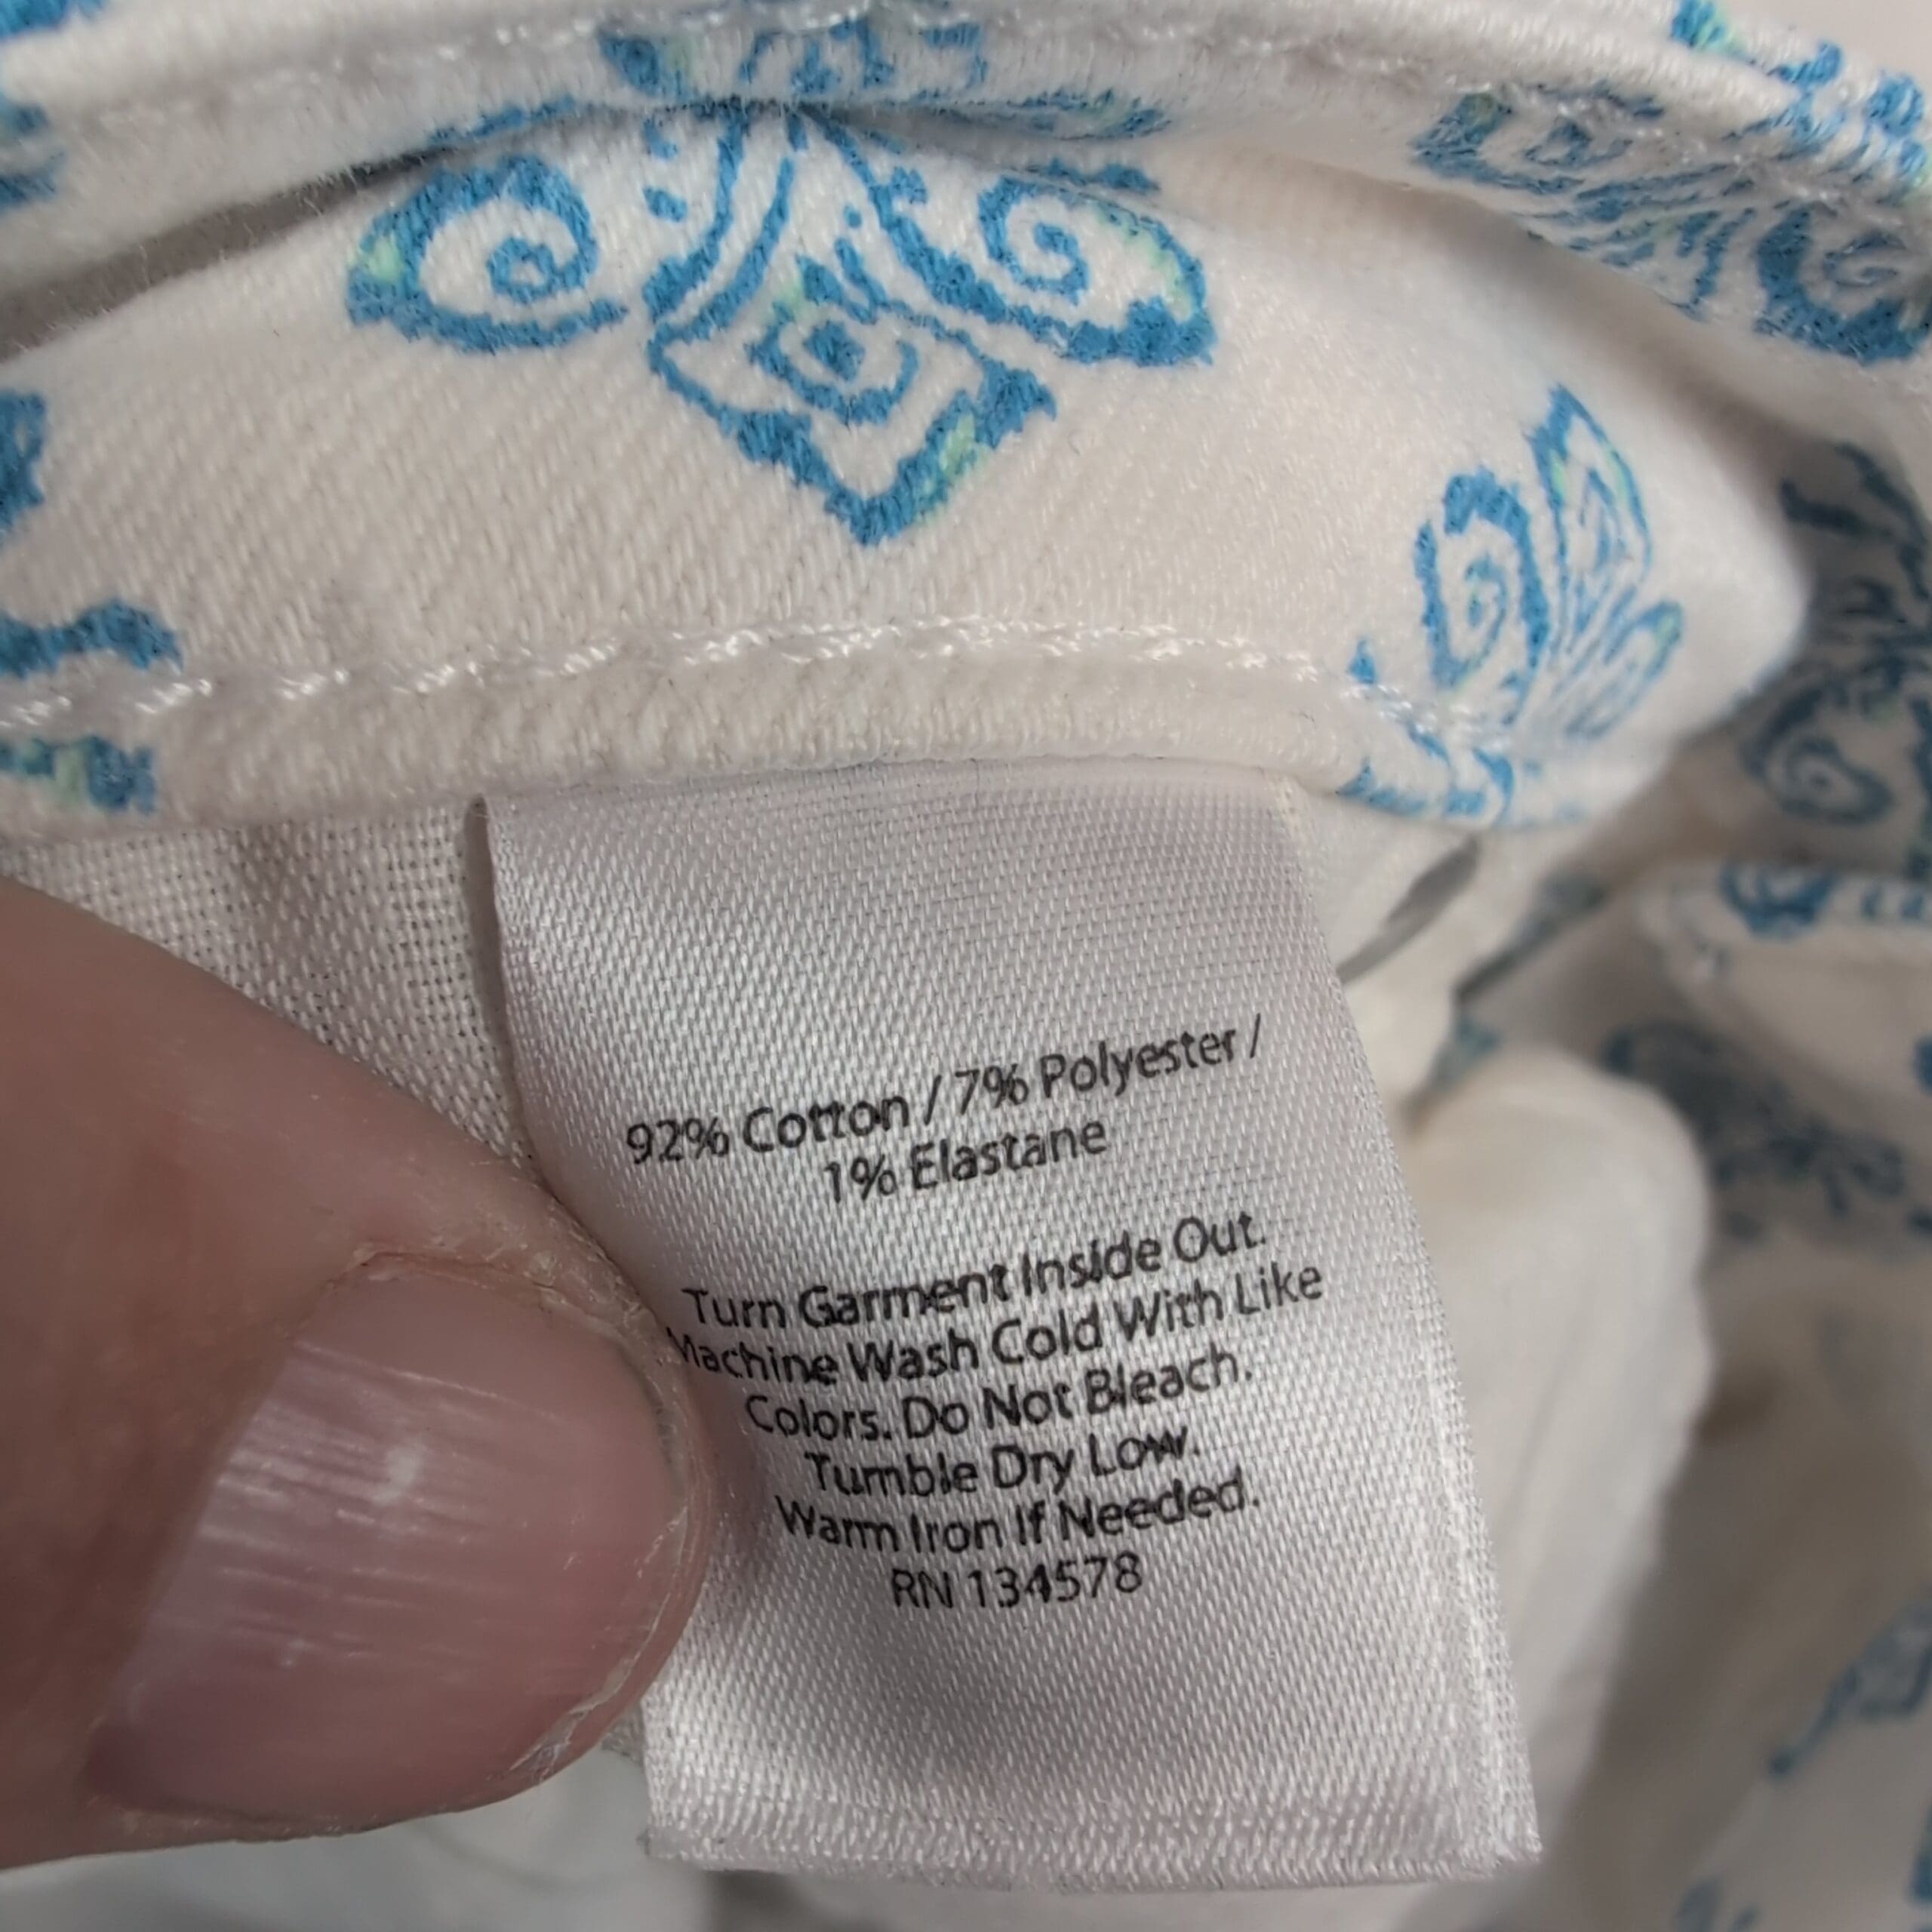 92% Cotton / 7% Polyester /
1% Elastane
Turn Garment Inside Out.
Machine Wash Cold With Like
Colors. Do Not Bleach.
Tumble Dry Low.
Warm Iron If Needed.
RN 134578